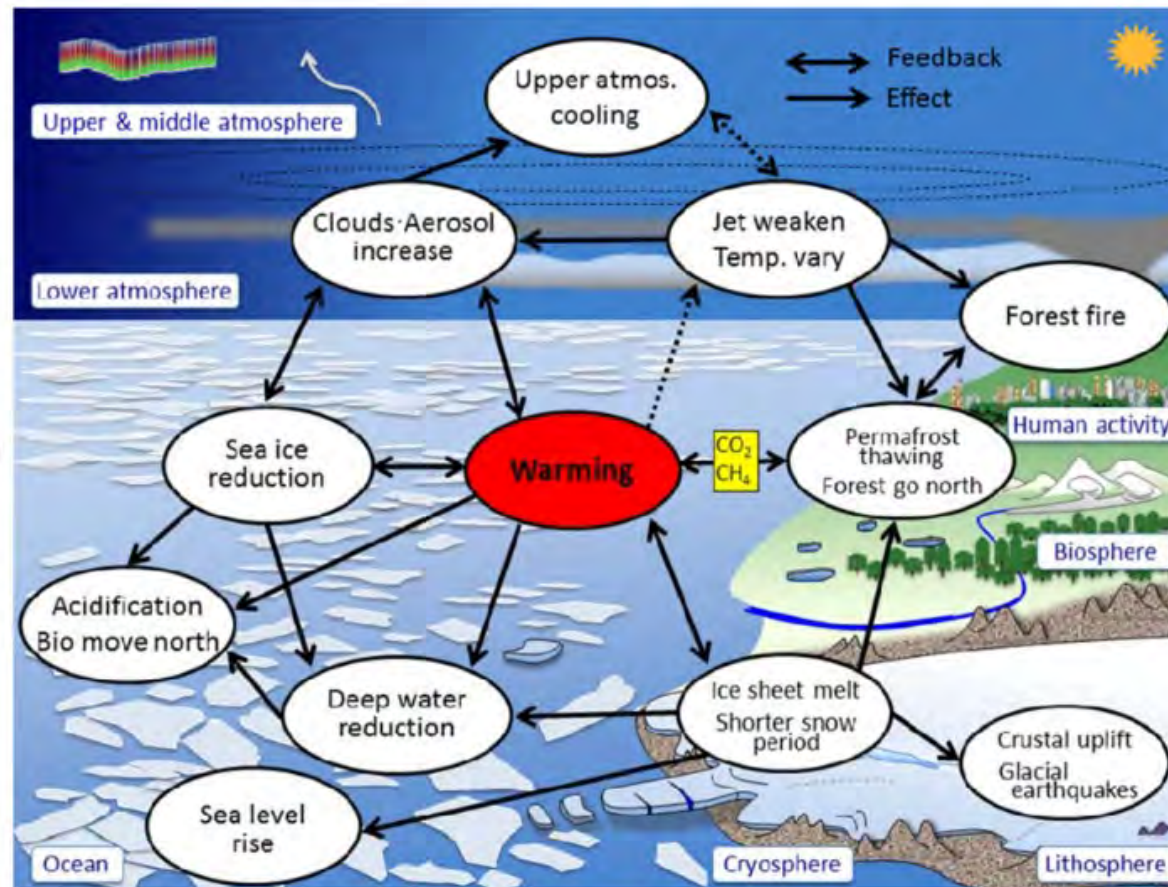 Upper & middle atmosphere
Upper atmos.
cooling
Feedback
Effect
Clouds·Aerosol
increase
Jet weaken
Temp. vary
Lower atmosphere
Forest fire
Human activity
Sea ice
reduction
Warming
CO₂
CH₄
Permafrost
thawing
Forest go north
Biosphere
Acidification
Bio move north
Deep water
reduction
Ice sheet melt
Shorter snow
period
Crustal uplift
Glacial
earthquakes
Sea level
rise
Ocean
Cryosphere
Lithosphere